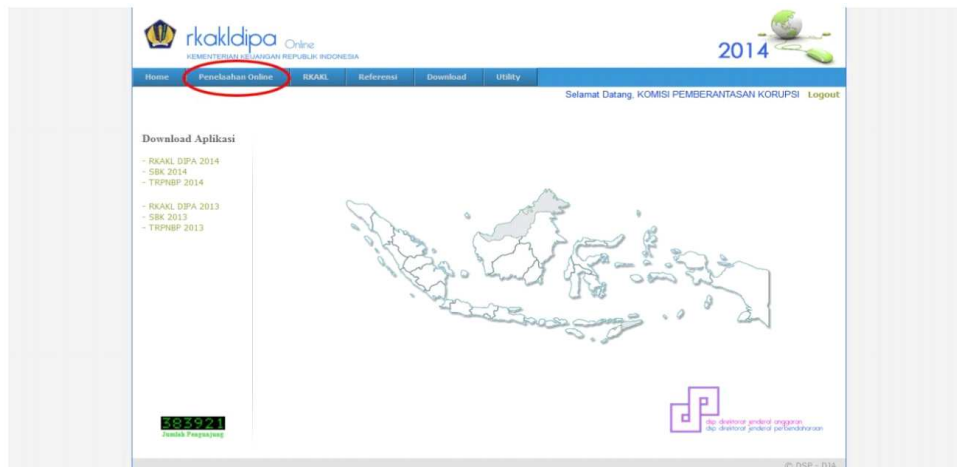 rkakldipa Online
KEMENTERIAN KEUANGAN REPUBLIK INDONESIA
2014
Home Penelaahan Online RKAKL Referensi Download Utility
Selamat Datang, KOMISI PEMBERANTASAN KORUPSI Logout
Download Aplikasi
- RKAKL DIPA 2014
- SBK 2014
- TRPNBP 2014
- RKAKL DIPA 2013
- SBK 2013
- TRPNBP 2013
383921
Jumlah Pengunjung
dsp direktorat jenderal anggaran
dsp direktorat jenderal perbendaharaan
© DSP - DJA